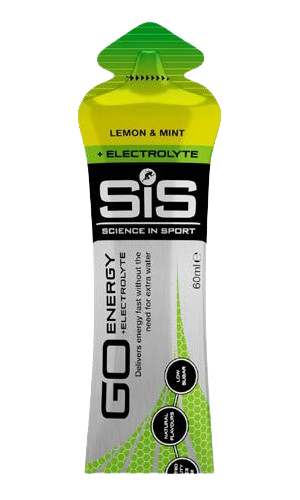 LEMON & MINT
+ ELECTROLYTE
SiS
SCIENCE IN SPORT
GO ENERGY
+ELECTROLYTE
Delivers energy fast without the
need for extra water
60ml e
LOW
SUGAR
NATURAL
FLAVOURS